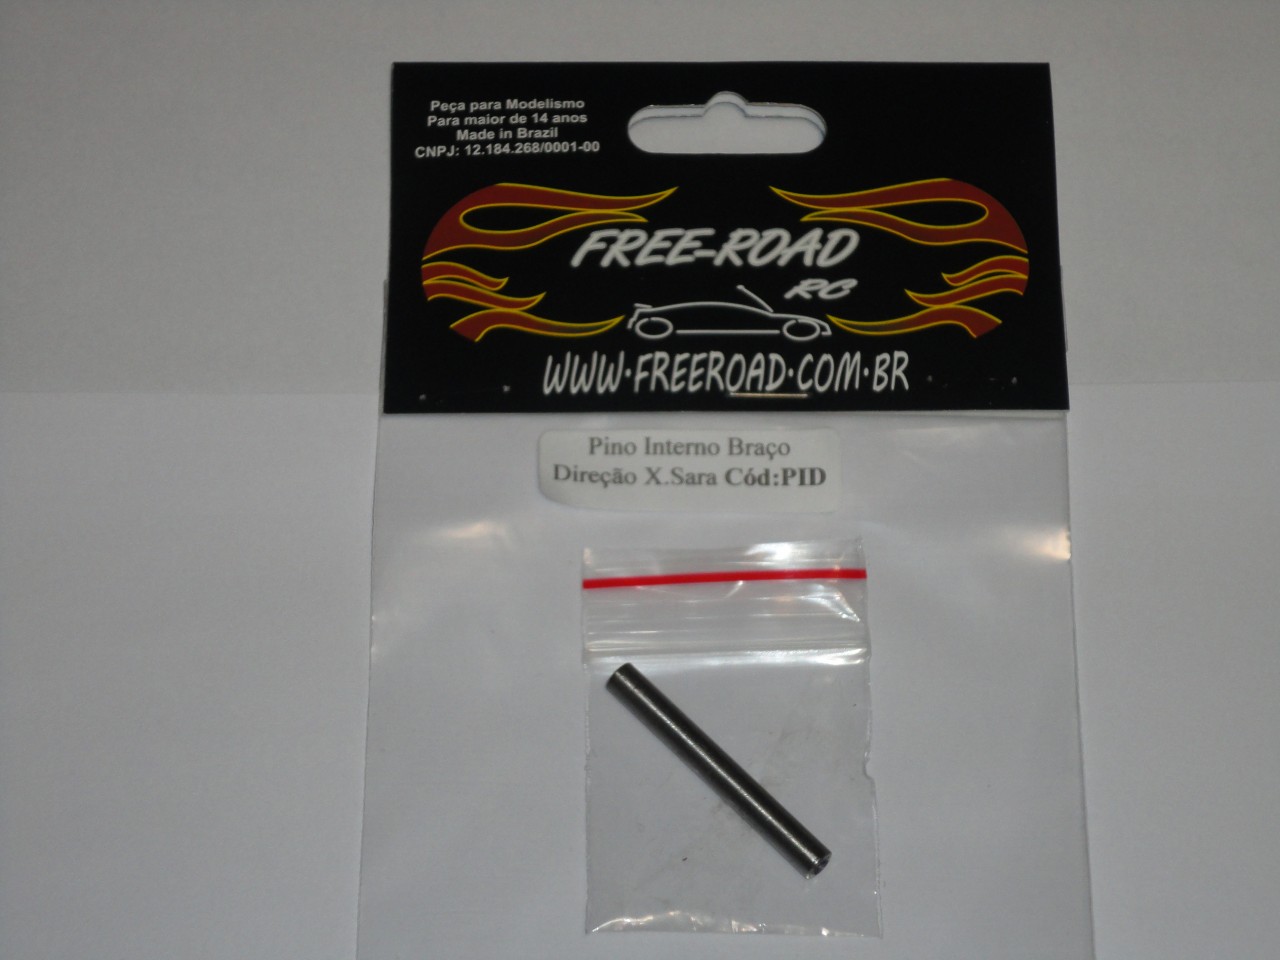 Peça para Modelismo
Para maior de 14 anos
Made in Brazil
CNPJ: 12.184.268/0001-00
FREE-ROAD
RC
WWW·FREEROAD·COM·BR
Pino Interno Braço
Direção X.Sara Cód:PID